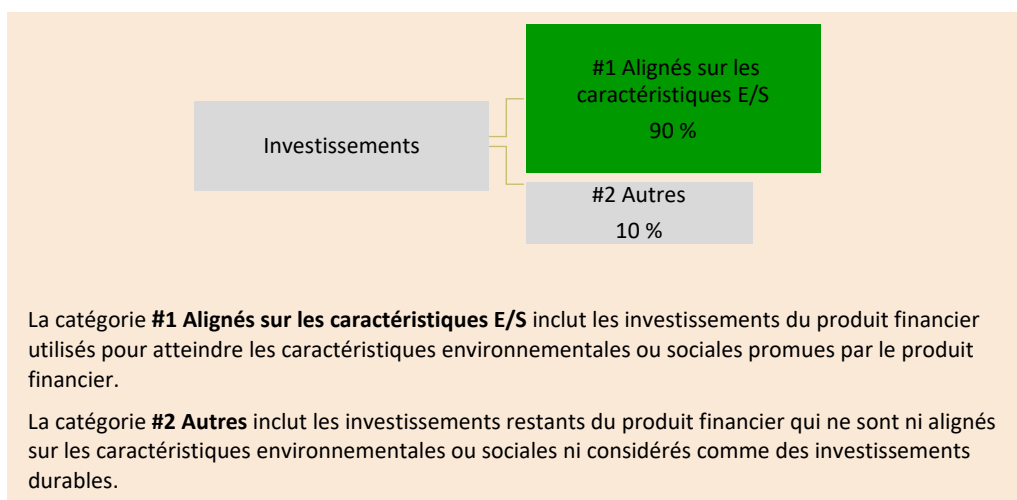 #1 Alignés sur les
caractéristiques E/S
90 %
Investissements
#2 Autres
10 %
La catégorie #1 Alignés sur les caractéristiques E/S inclut les investissements du produit financier
utilisés pour atteindre les caractéristiques environnementales ou sociales promues par le produit
financier.
La catégorie #2 Autres inclut les investissements restants du produit financier qui ne sont ni alignés
sur les caractéristiques environnementales ou sociales ni considérés comme des investissements
durables.